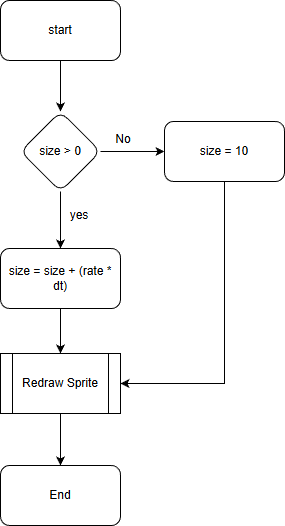 start
size > 0
No
size = 10
yes
size = size + (rate *
dt)
Redraw Sprite
End